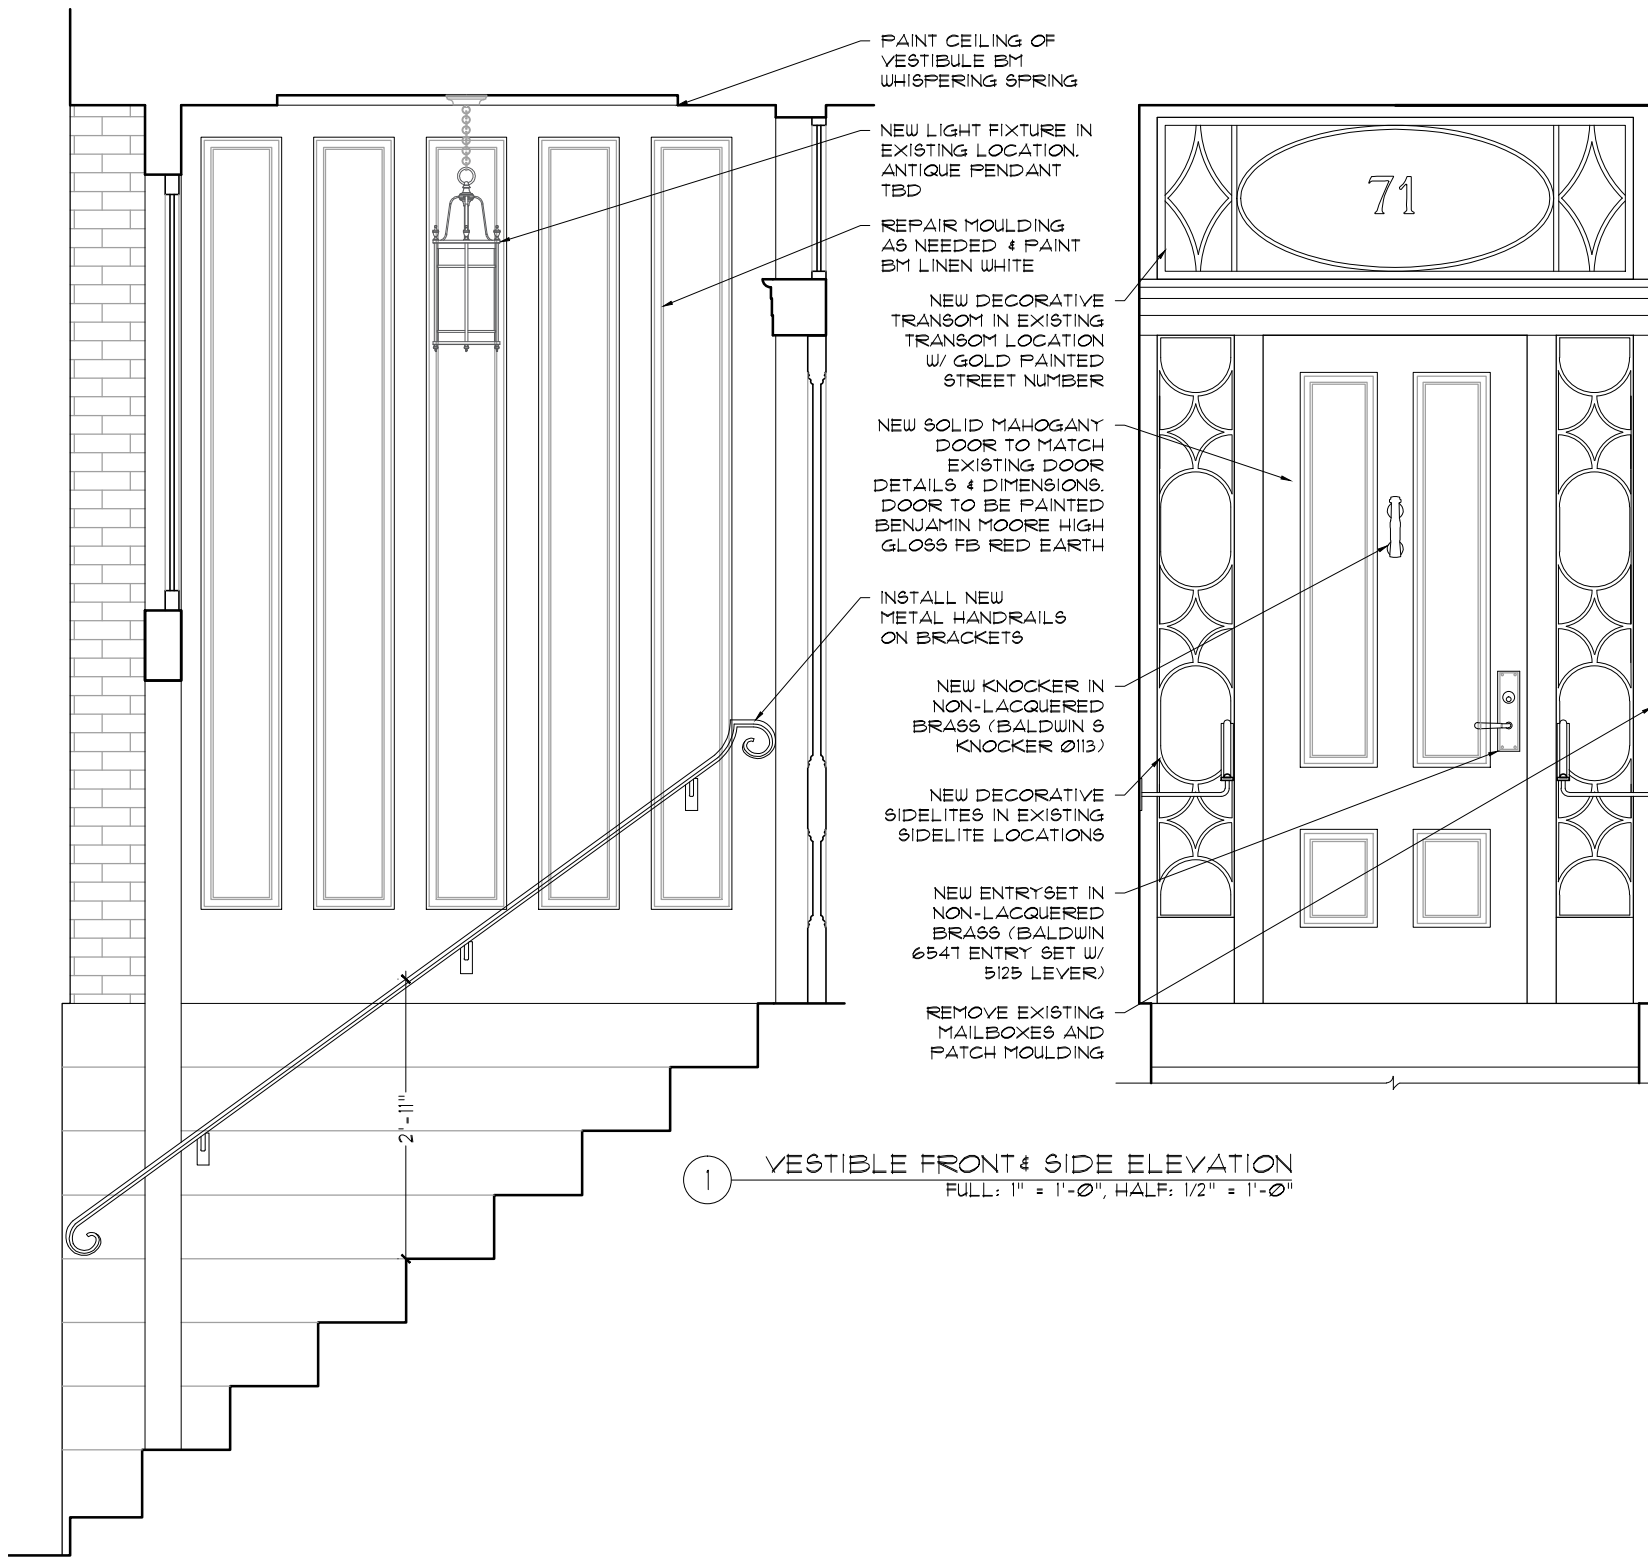 PAINT CEILING OF
VESTIBULE BM
WHISPERING SPRING
NEW LIGHT FIXTURE IN
EXISTING LOCATION.
ANTIQUE PENDANT
TBD
REPAIR MOULDING
AS NEEDED & PAINT
BM LINEN WHITE
NEW DECORATIVE
TRANSOM IN EXISTING
TRANSOM LOCATION
W/ GOLD PAINTED
STREET NUMBER
71
NEW SOLID MAHOGANY
DOOR TO MATCH
EXISTING DOOR
DETAILS & DIMENSIONS.
DOOR TO BE PAINTED
BENJAMIN MOORE HIGH
GLOSS FB RED EARTH
INSTALL NEW
METAL HANDRAILS
ON BRACKETS
NEW KNOCKER IN
NON-LACQUERED
BRASS (BALDWIN S
KNOCKER Ø113)
NEW DECORATIVE
SIDELITES IN EXISTING
SIDELITE LOCATIONS
NEW ENTRYSET IN
NON-LACQUERED
BRASS (BALDWIN
6547 ENTRY SET W/
5125 LEVER)
REMOVE EXISTING
MAILBOXES AND
PATCH MOULDING
2'-11"
1
VESTIBLE FRONT& SIDE ELEVATION
FULL: 1" = 1'-Ø", HALF: 1/2" = 1'-Ø"